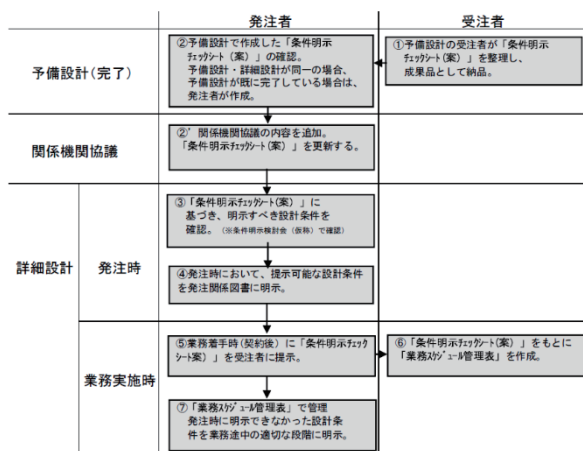 発注者
受注者
予備設計(完了)
②予備設計で作成した「条件明示
ﾁｪｯｸｼｰﾄ(案)」の確認。
予備設計・詳細設計が同一の場合、
予備設計が既に完了している場合は、
発注者が作成。
①予備設計の受注者が「条件明示
ﾁｪｯｸｼｰﾄ(案)」を整理し、
成果品として納品。
関係機関協議
②’関係機関協議の内容を追加。
「条件明示ﾁｪｯｸｼｰﾄ(案)」を更新する。
詳細設計
発注時
③「条件明示ﾁｪｯｸｼｰﾄ(案)」に
基づき、明示すべき設計条件を
確認。(※条件明示検討会(仮称)で確認)
④発注時において、提示可能な設計条件
を発注関係図書に明示。
業務実施時
⑤業務着手時(契約後)に「条件明示ﾁｪｯｸ
ｼｰﾄ案)」を受注者に提示。
⑥「条件明示ﾁｪｯｸｼｰﾄ(案)」をもとに
「業務ｽｹｼﾞｭｰﾙ管理表」を作成。
⑦「業務ｽｹｼﾞｭｰﾙ管理表」で管理
発注時に明示できなかった設計条
件を業務途中の適切な段階に明示。